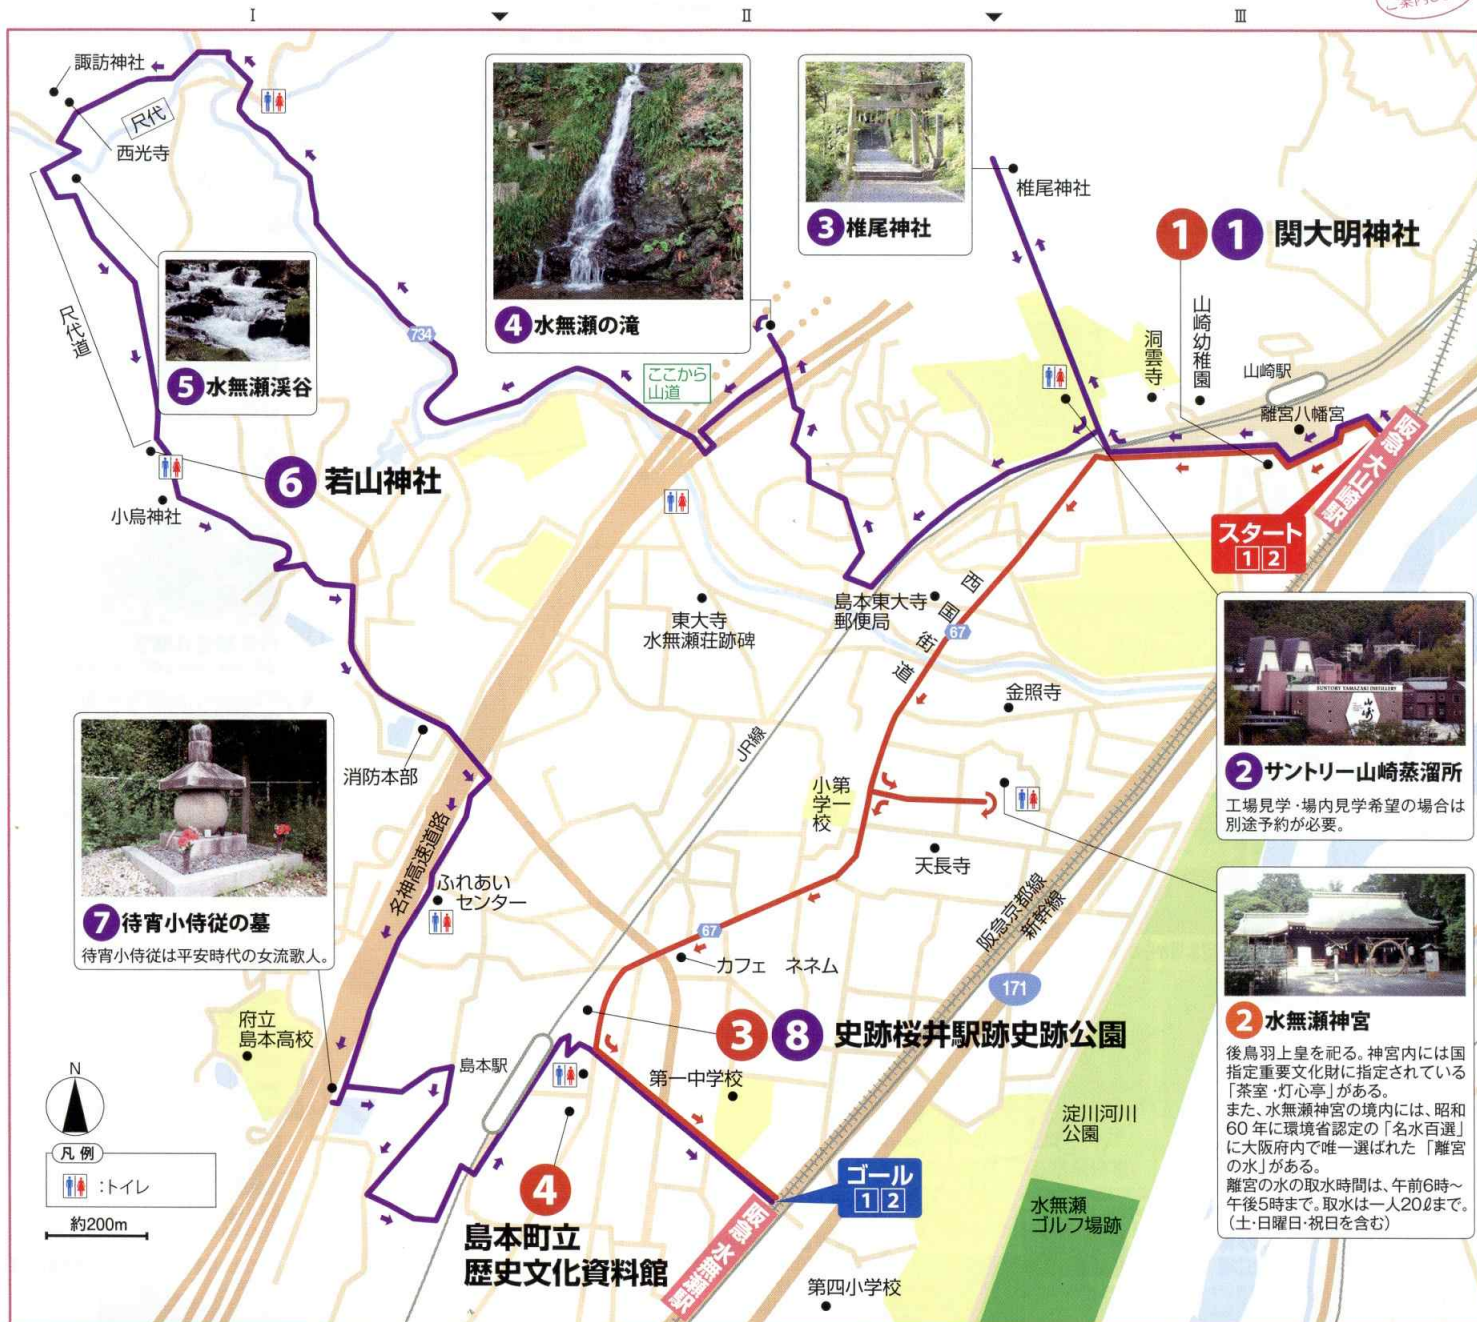 I
II
III
諏訪神社
尺代
西光寺
尺代道
5 水無瀬渓谷
734
4 水無瀬の滝
ここから
山道
3 椎尾神社
椎尾神社
1 1 関大明神社
洞雲寺
山崎幼稚園
山崎駅
離宮八幡宮
阪急 大山崎駅
スタート
1 2
6 若山神社
小烏神社
東大寺
水無瀬荘跡碑
島本東大寺
郵便局
西国街道
67
金照寺
SUNTORY YAMAZAKI DISTILLERY
山崎
2 サントリー山崎蒸溜所
工場見学・場内見学希望の場合は
別途予約が必要。
消防本部
JR線
第一
小学校
天長寺
名神高速道路
ふれあい
センター
7 待宵小侍従の墓
待宵小侍従は平安時代の女流歌人。
67
カフェ ネネム
阪急京都線
新幹線
171
2 水無瀬神宮
後鳥羽上皇を祀る。神宮内には国
指定重要文化財に指定されている
「茶室・灯心亭」がある。
また、水無瀬神宮の境内には、昭和
60年に環境省認定の「名水百選」
に大阪府内で唯一選ばれた「離宮
の水」がある。
離宮の水の取水時間は、午前6時〜
午後5時まで。取水は一人20ℓまで。
(土・日曜日・祝日を含む)
3 8 史跡桜井駅跡史跡公園
府立
島本高校
島本駅
第一中学校
淀川河川
公園
N
凡例
:トイレ
約200m
4
島本町立
歴史文化資料館
ゴール
1 2
阪急 水無瀬駅
水無瀬
ゴルフ場跡
第四小学校